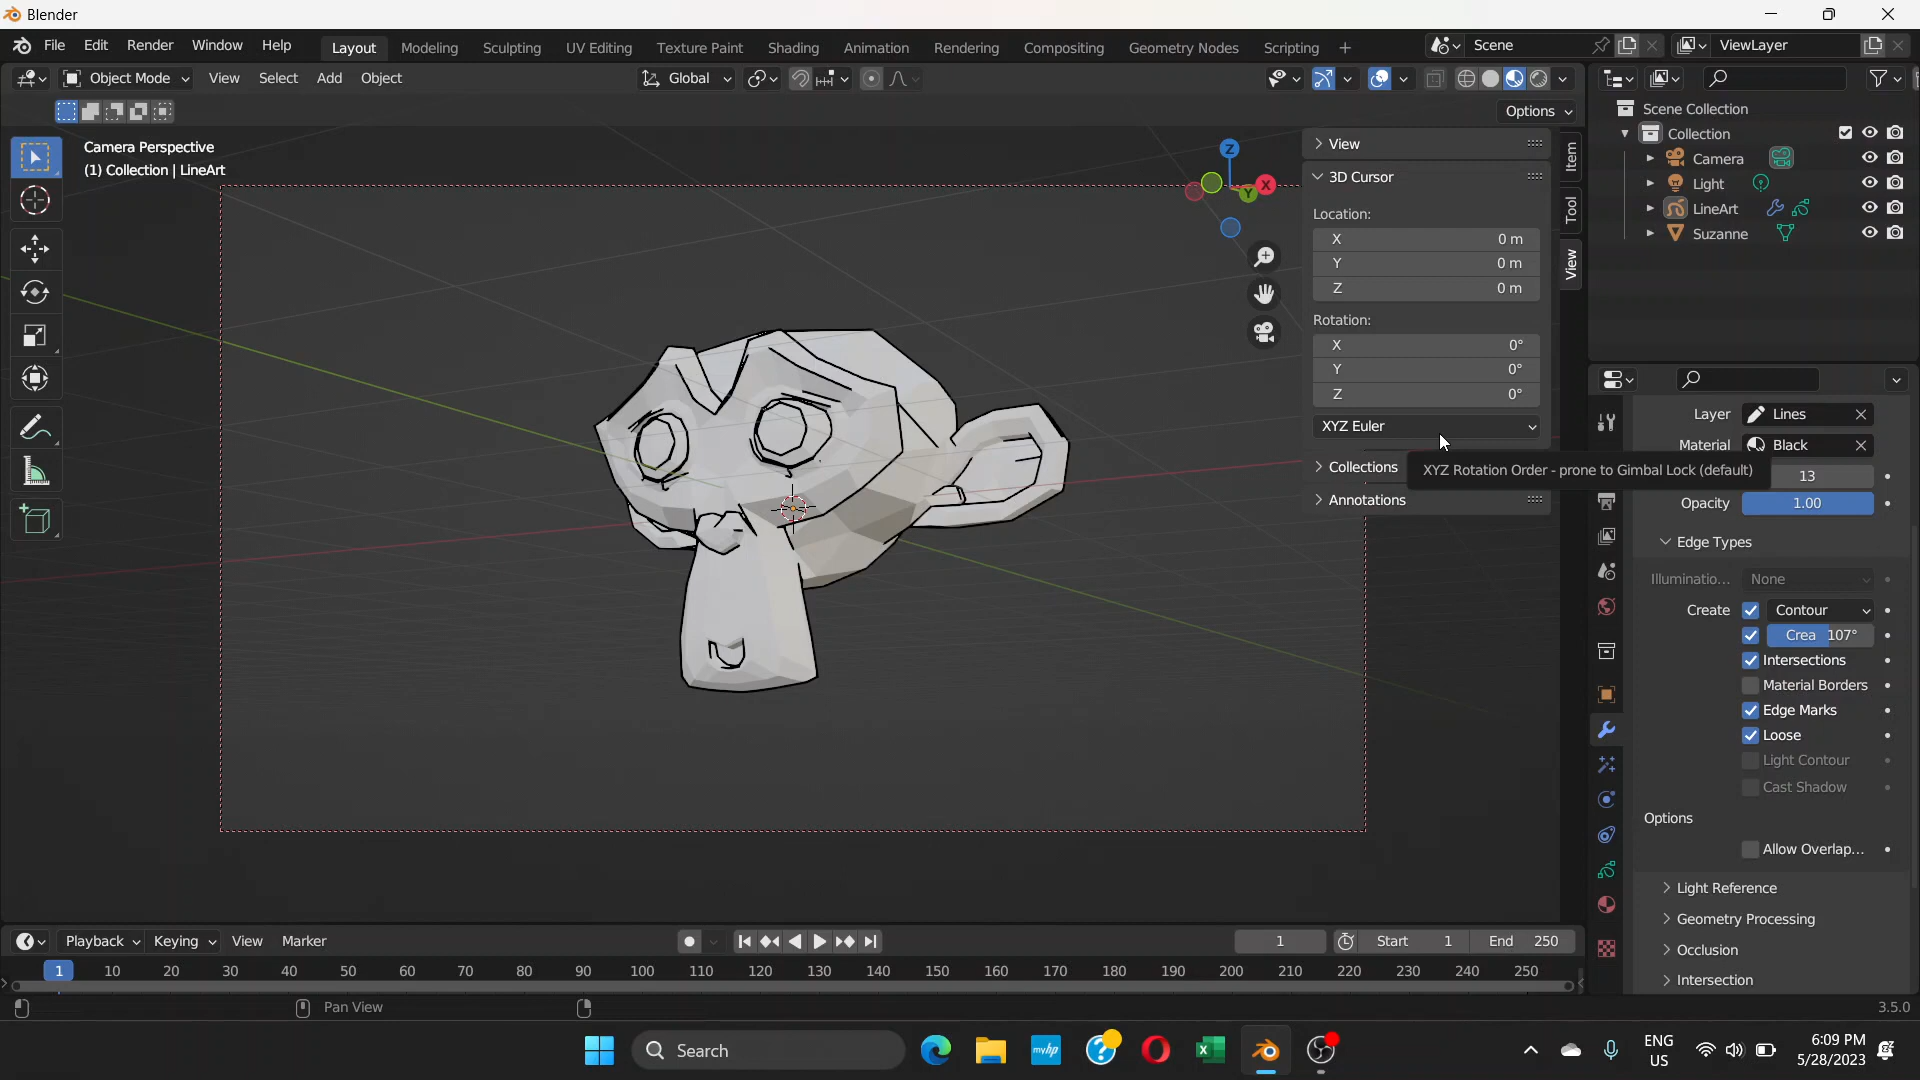 Blender
File Edit Render Window Help Layout Modeling Sculpting UV Editing Texture Paint Shading Animation Rendering Compositing Geometry Nodes Scripting + Scene ViewLayer
Object Mode View Select Add Object Global
Options
Camera Perspective
(1) Collection | LineArt
Z
X
Y
View
3D Cursor
Location:
X 0 m
Y 0 m
Z 0 m
Rotation:
X 0°
Y 0°
Z 0°
XYZ Euler
Collections
XYZ Rotation Order - prone to Gimbal Lock (default)
Annotations
Item
Tool
View
Scene Collection
Collection
Camera
Light
LineArt
Suzanne
Layer Lines
Material Black
13
Opacity 1.00
Edge Types
Illuminatio... None
Create Contour
Crea 107°
Intersections
Material Borders
Edge Marks
Loose
Light Contour
Cast Shadow
Options
Allow Overlap...
Light Reference
Geometry Processing
Occlusion
Intersection
Playback Keying View Marker 1 Start 1 End 250
1 10 20 30 40 50 60 70 80 90 100 110 120 130 140 150 160 170 180 190 200 210 220 230 240 250
Pan View 3.5.0
Search
myhp
ENG
US
6:09 PM
5/28/2023